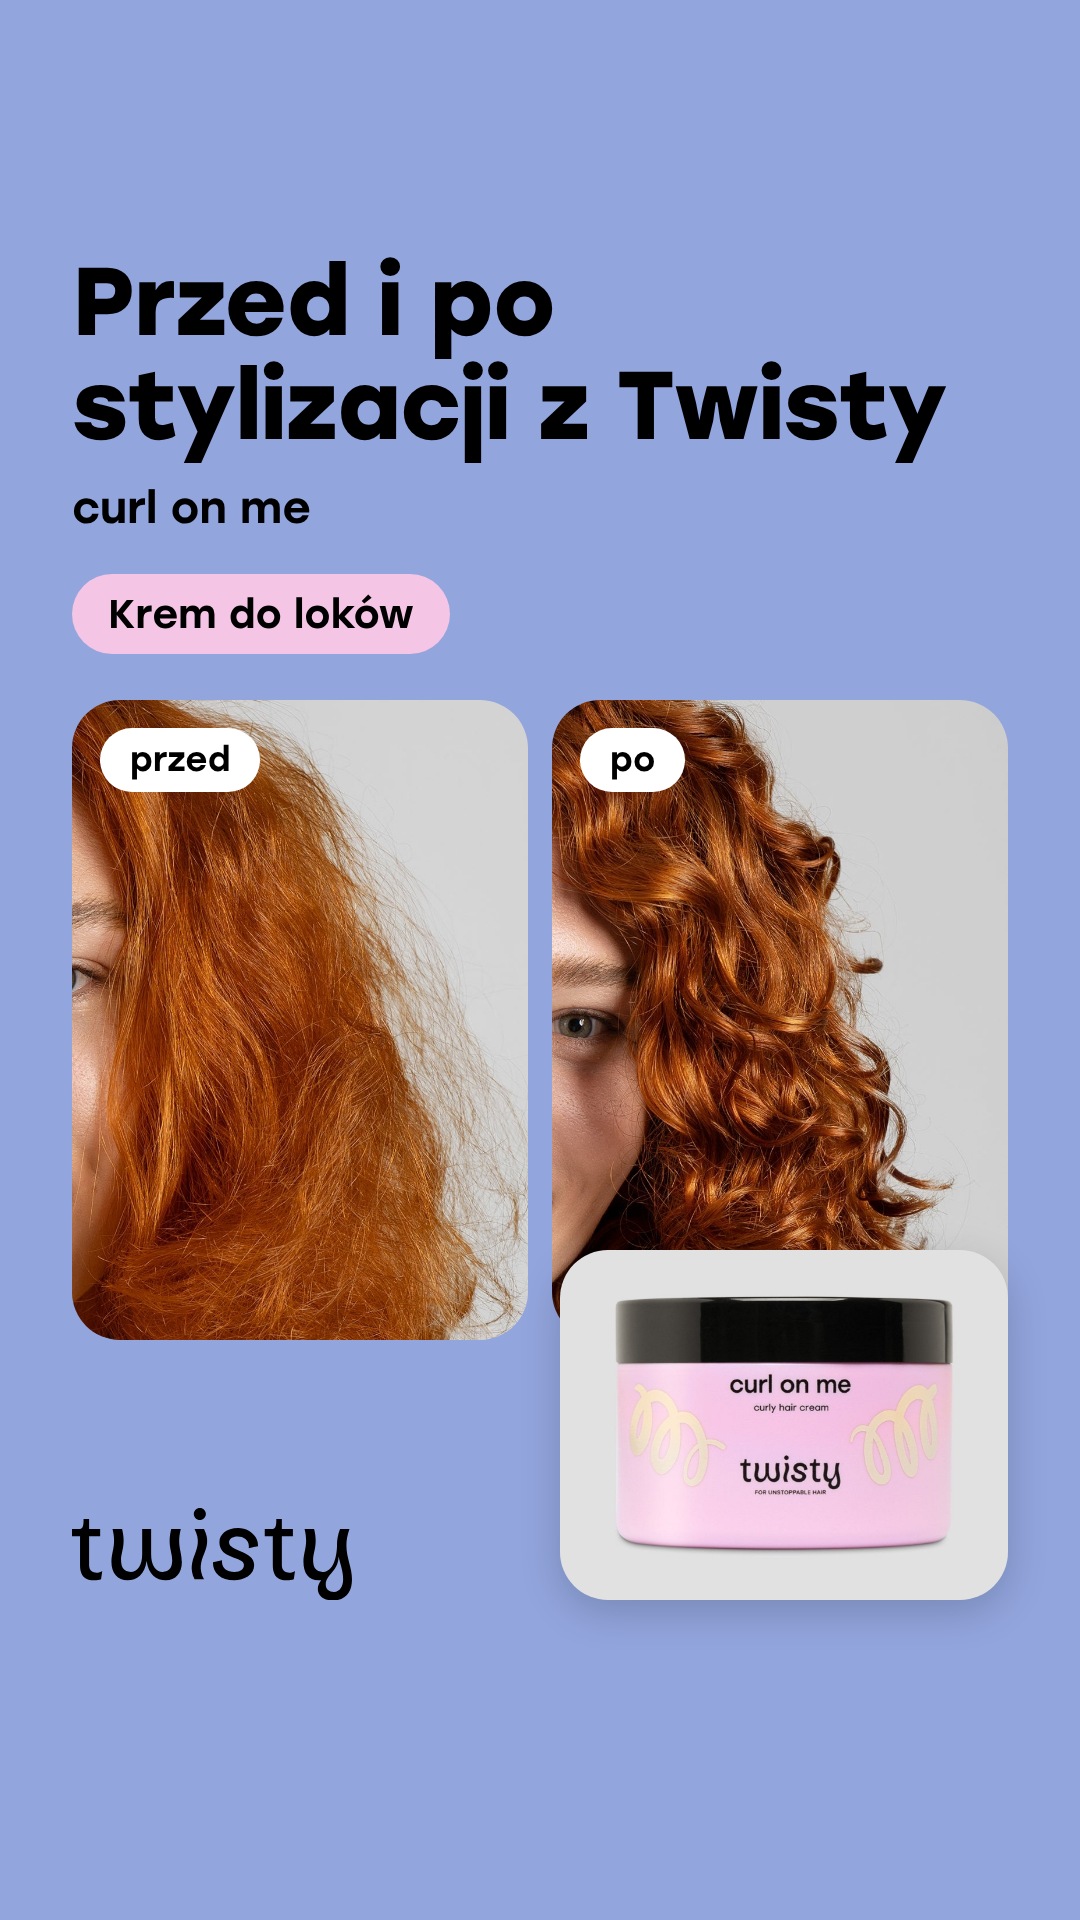 Przed i po
stylizacji z Twisty
curl on me
Krem do loków
przed
po
curl on me
curly hair cream
twisty
FOR UNSTOPPABLE HAIR
twisty